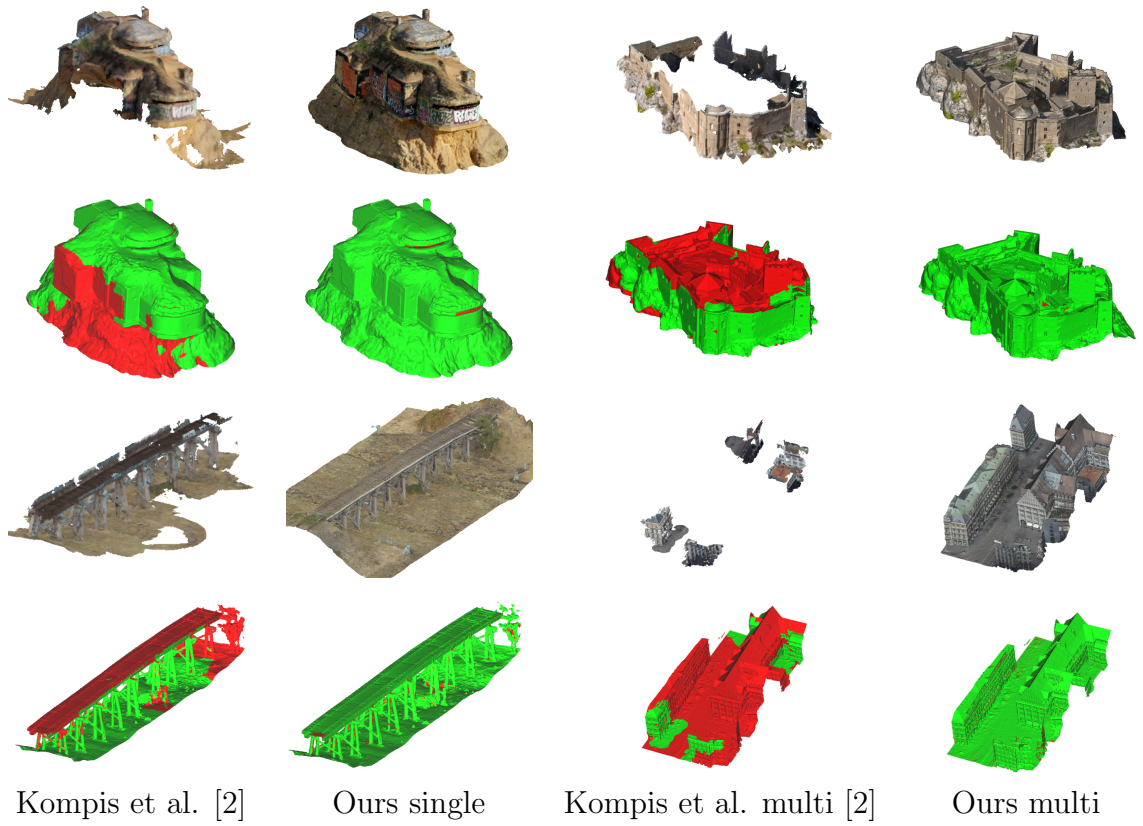 Kompis et al. [2]
Ours single
Kompis et al. multi [2]
Ours multi